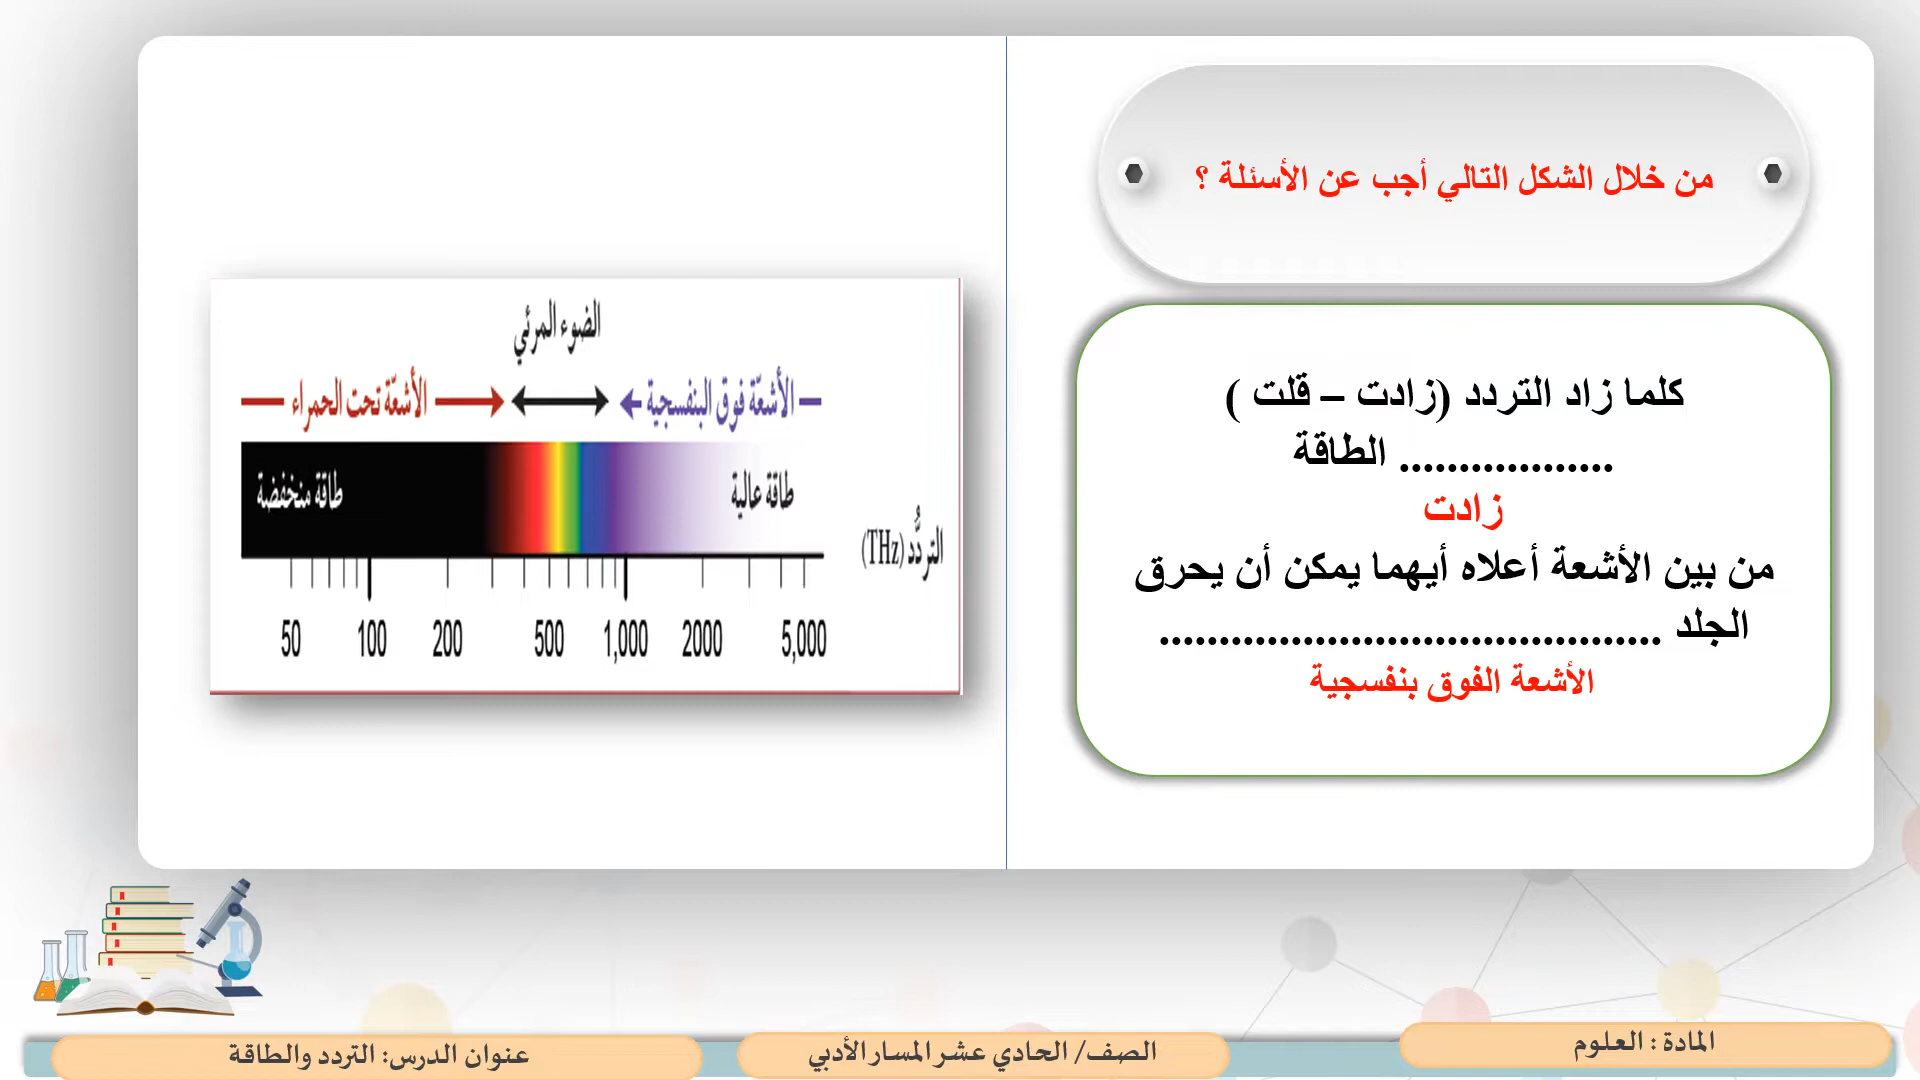 من خلال الشكل التالي أجب عن الأسئلة ؟
كلما زاد التردد (زادت – قلت )
.................. الطاقة
زادت
من بين الأشعة أعلاه أيهما يمكن أن يحرق
الجلد ..........................................
الأشعة الفوق بنفسجية
الضوء المرئي
الأشعّة فوق البنفسجية
الأشعّة تحت الحمراء
طاقة عالية
طاقة منخفضة
التردُّد (THz)
50 100 200 500 1,000 2000 5,000
المادة : العلوم
الصف/ الحادي عشر المسار الأدبي
عنوان الدرس: التردد والطاقة